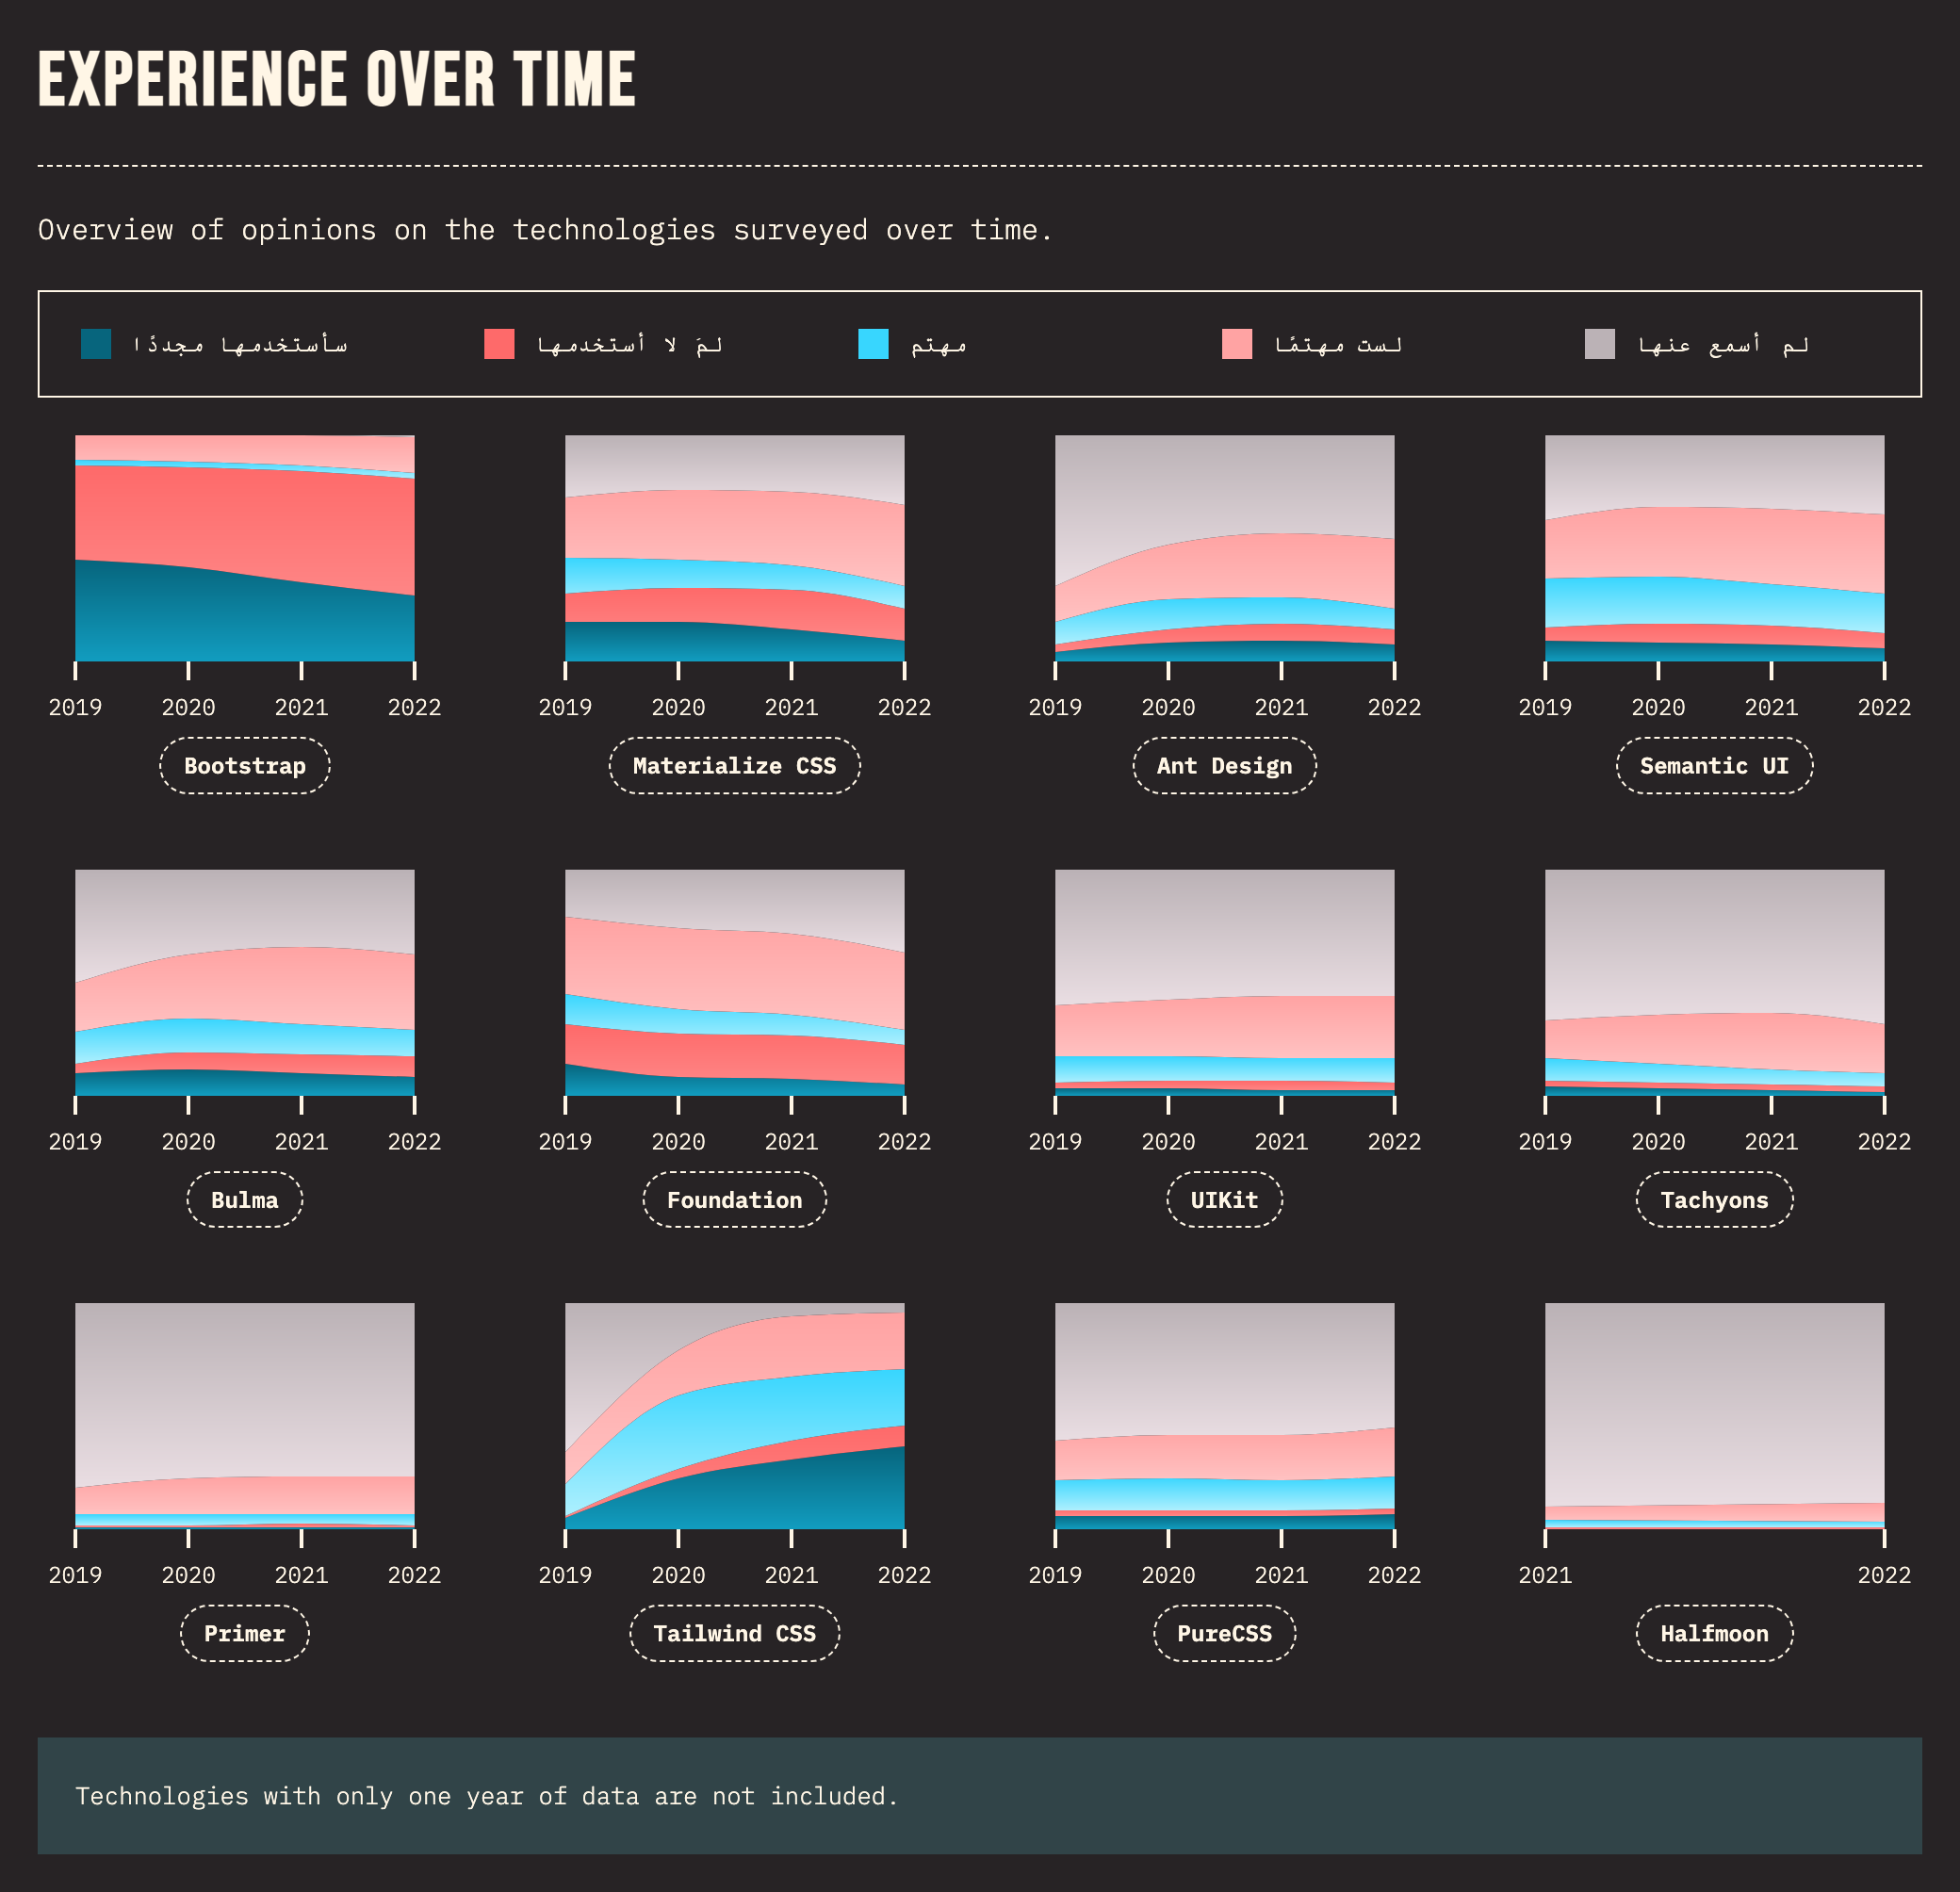 EXPERIENCE OVER TIME
Overview of opinions on the technologies surveyed over time.
سأستخدمها مجددًا لمَ لا أستخدمها مهتم لست مهتمًا لم أسمع عنها
2019 2020 2021 2022 2019 2020 2021 2022 2019 2020 2021 2022 2019 2020 2021 2022
Bootstrap Materialize CSS Ant Design Semantic UI
2019 2020 2021 2022 2019 2020 2021 2022 2019 2020 2021 2022 2019 2020 2021 2022
Bulma Foundation UIKit Tachyons
2019 2020 2021 2022 2019 2020 2021 2022 2019 2020 2021 2022 2021 2022
Primer Tailwind CSS PureCSS Halfmoon
Technologies with only one year of data are not included.